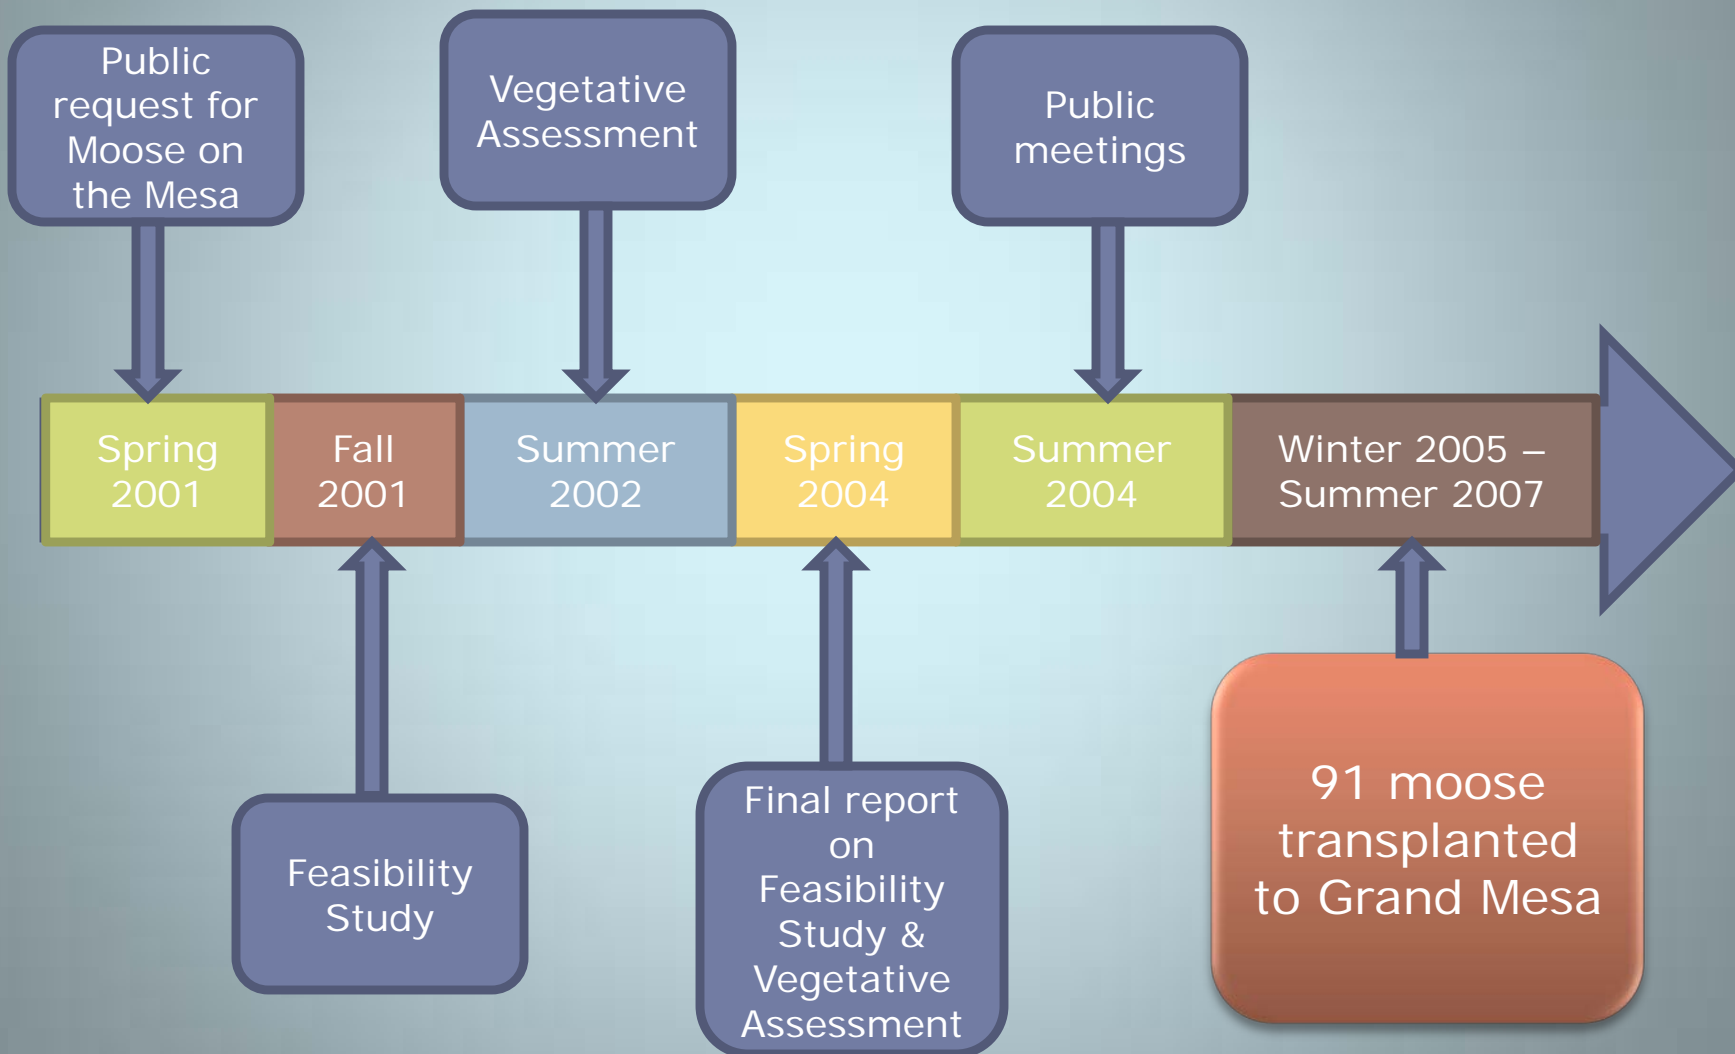 Public
request for
Moose on
the Mesa
Vegetative
Assessment
Public
meetings
Spring
2001
Fall
2001
Summer
2002
Spring
2004
Summer
2004
Winter 2005 –
Summer 2007
Feasibility
Study
Final report
on
Feasibility
Study &
Vegetative
Assessment
91 moose
transplanted
to Grand Mesa